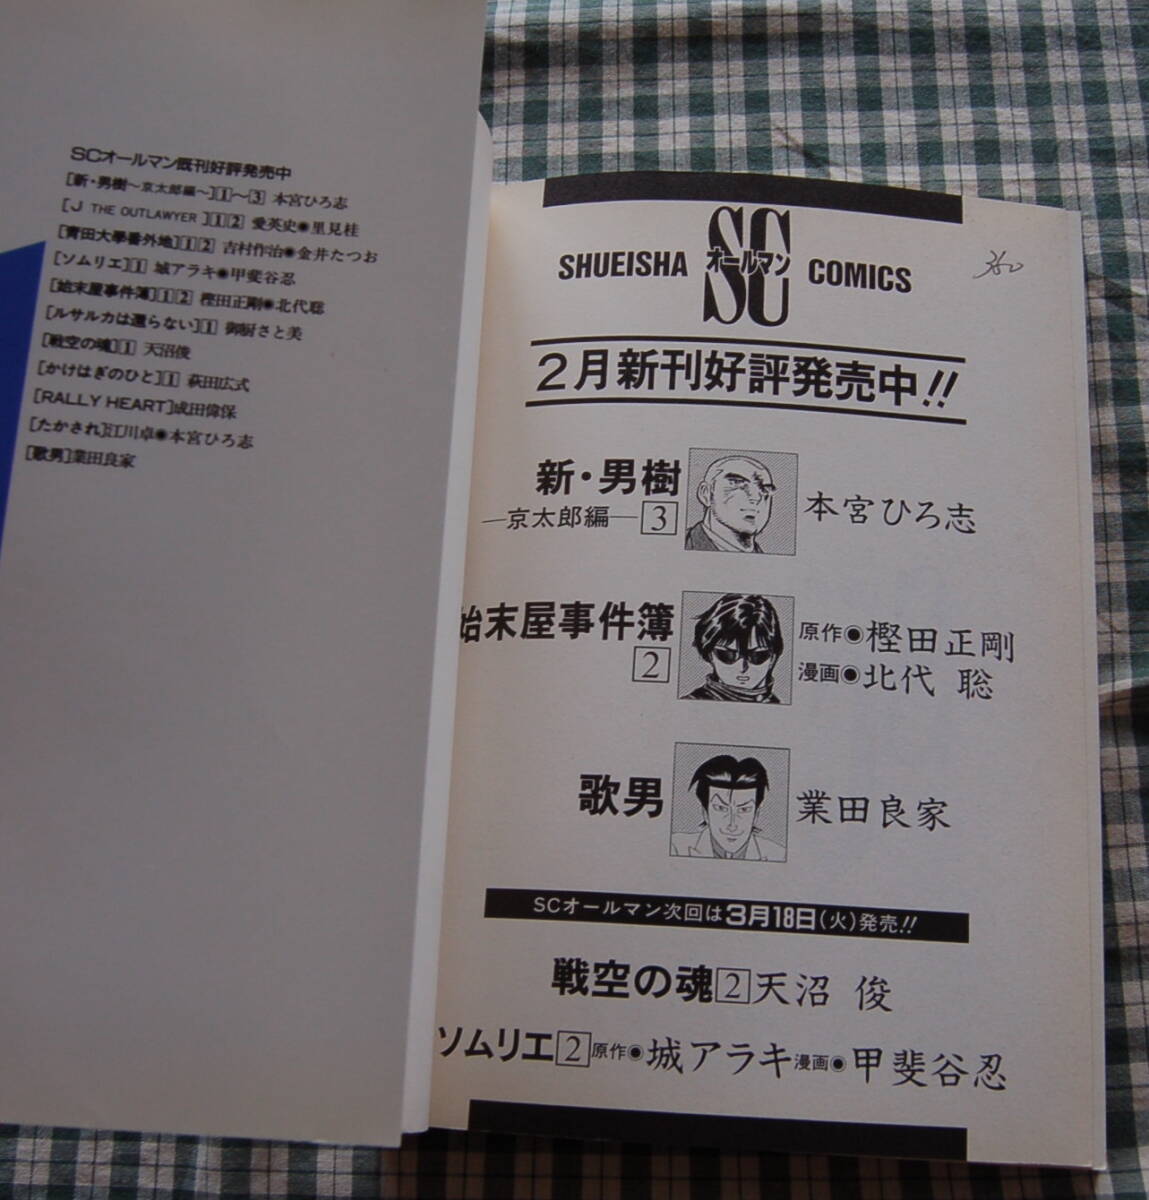 SCオールマン既刊好評発売中
[新・男樹～京太郎編～]1～3 本宮ひろ志
[J THE OUTLAWYER]12 愛英史◉里見桂
[青田大學番外地]12 吉村作治◉金井たつお
[ソムリエ]1 城アラキ◉甲斐谷忍
[始末屋事件簿]12 樫田正剛◉北代聡
[ルサルカは還らない]1 御厨さと美
[戦空の魂]1 天沼俊
[かけはぎのひと]1 萩田広式
[RALLY HEART]成田偉保
[たかされ]江川卓◉本宮ひろ志
[歌男]業田良家
SHUEISHA SC オールマン COMICS
360
2月新刊好評発売中!!
新・男樹
―京太郎編―3
本宮ひろ志
始末屋事件簿
2
原作◉樫田正剛
漫画◉北代 聡
歌男
業田良家
SCオールマン次回は3月18日(火)発売!!
戦空の魂2天沼 俊
ソムリエ2原作◉城アラキ漫画◉甲斐谷忍